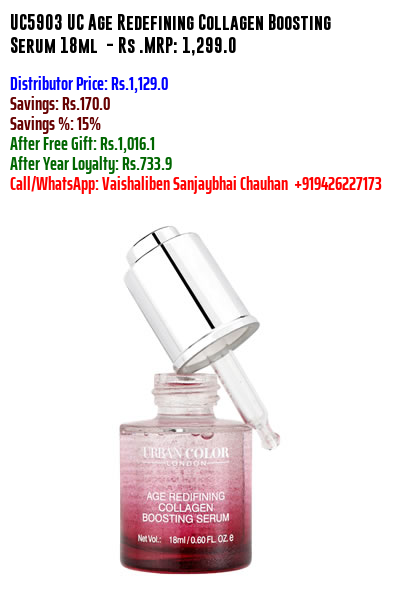 UC5903 UC Age Redefining Collagen Boosting
Serum 18ml - Rs .MRP: 1,299.0
Distributor Price: Rs.1,129.0
Savings: Rs.170.0
Savings %: 15%
After Free Gift: Rs.1,016.1
After Year Loyalty: Rs.733.9
Call/WhatsApp: Vaishaliben Sanjaybhai Chauhan +919426227173
URBAN COLOR
LONDON
AGE REDIFINING
COLLAGEN
BOOSTING SERUM
Net Vol.: 18ml/0.60 FL.OZ. e